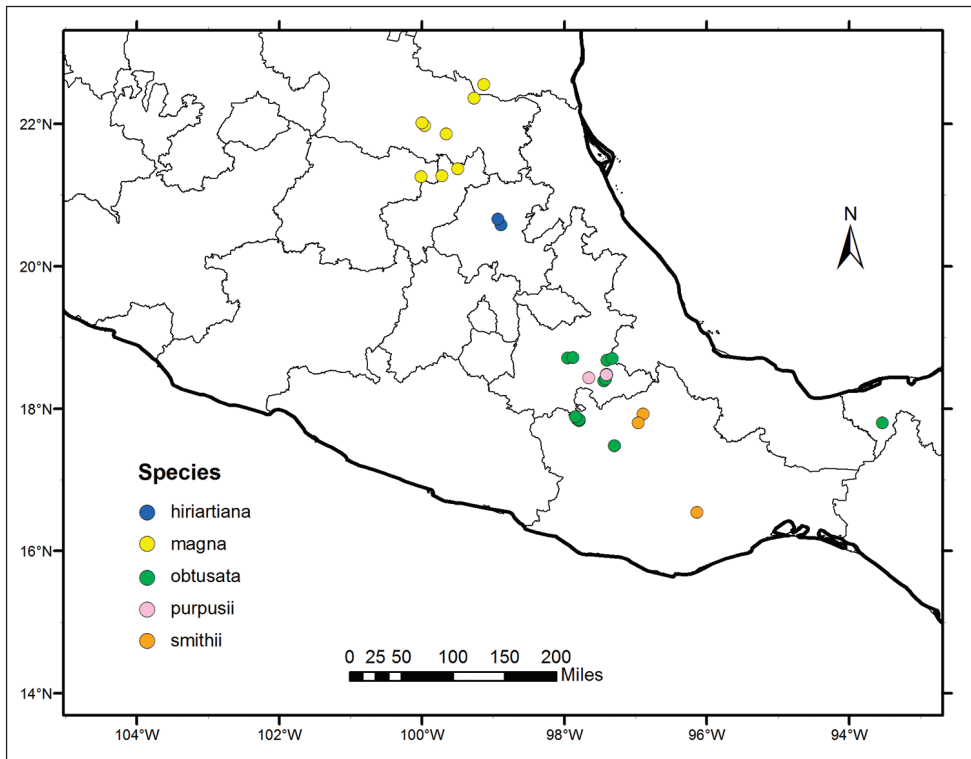 22°N
20°N
18°N
16°N
14°N
N
Species
hiriartiana
magna
obtusata
purpusii
smithii
0 25 50 100 150 200
Miles
104°W 102°W 100°W 98°W 96°W 94°W